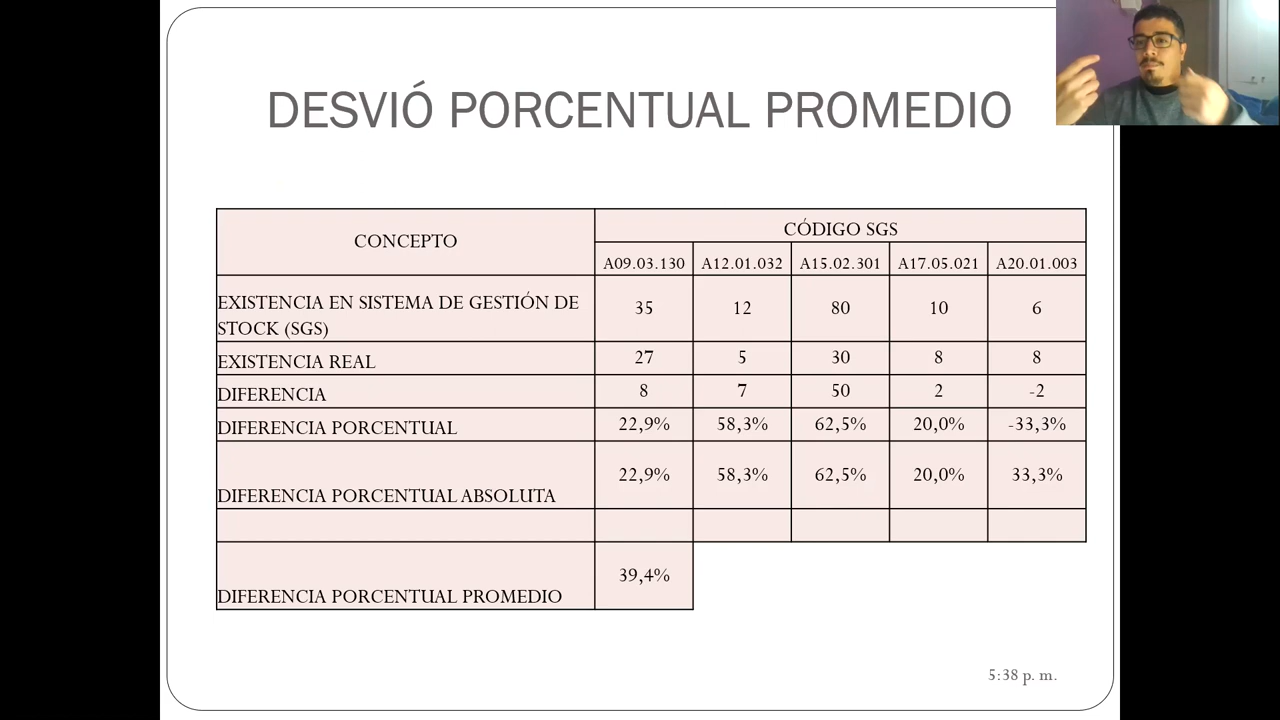 DESVIÓ PORCENTUAL PROMEDIO
CONCEPTO
CÓDIGO SGS
A09.03.130 A12.01.032 A15.02.301 A17.05.021 A20.01.003
EXISTENCIA EN SISTEMA DE GESTIÓN DE
STOCK (SGS)
35 12 80 10 6
EXISTENCIA REAL 27 5 30 8 8
DIFERENCIA 8 7 50 2 -2
DIFERENCIA PORCENTUAL 22,9% 58,3% 62,5% 20,0% -33,3%
DIFERENCIA PORCENTUAL ABSOLUTA 22,9% 58,3% 62,5% 20,0% 33,3%
DIFERENCIA PORCENTUAL PROMEDIO 39,4%
5:38 p. m.